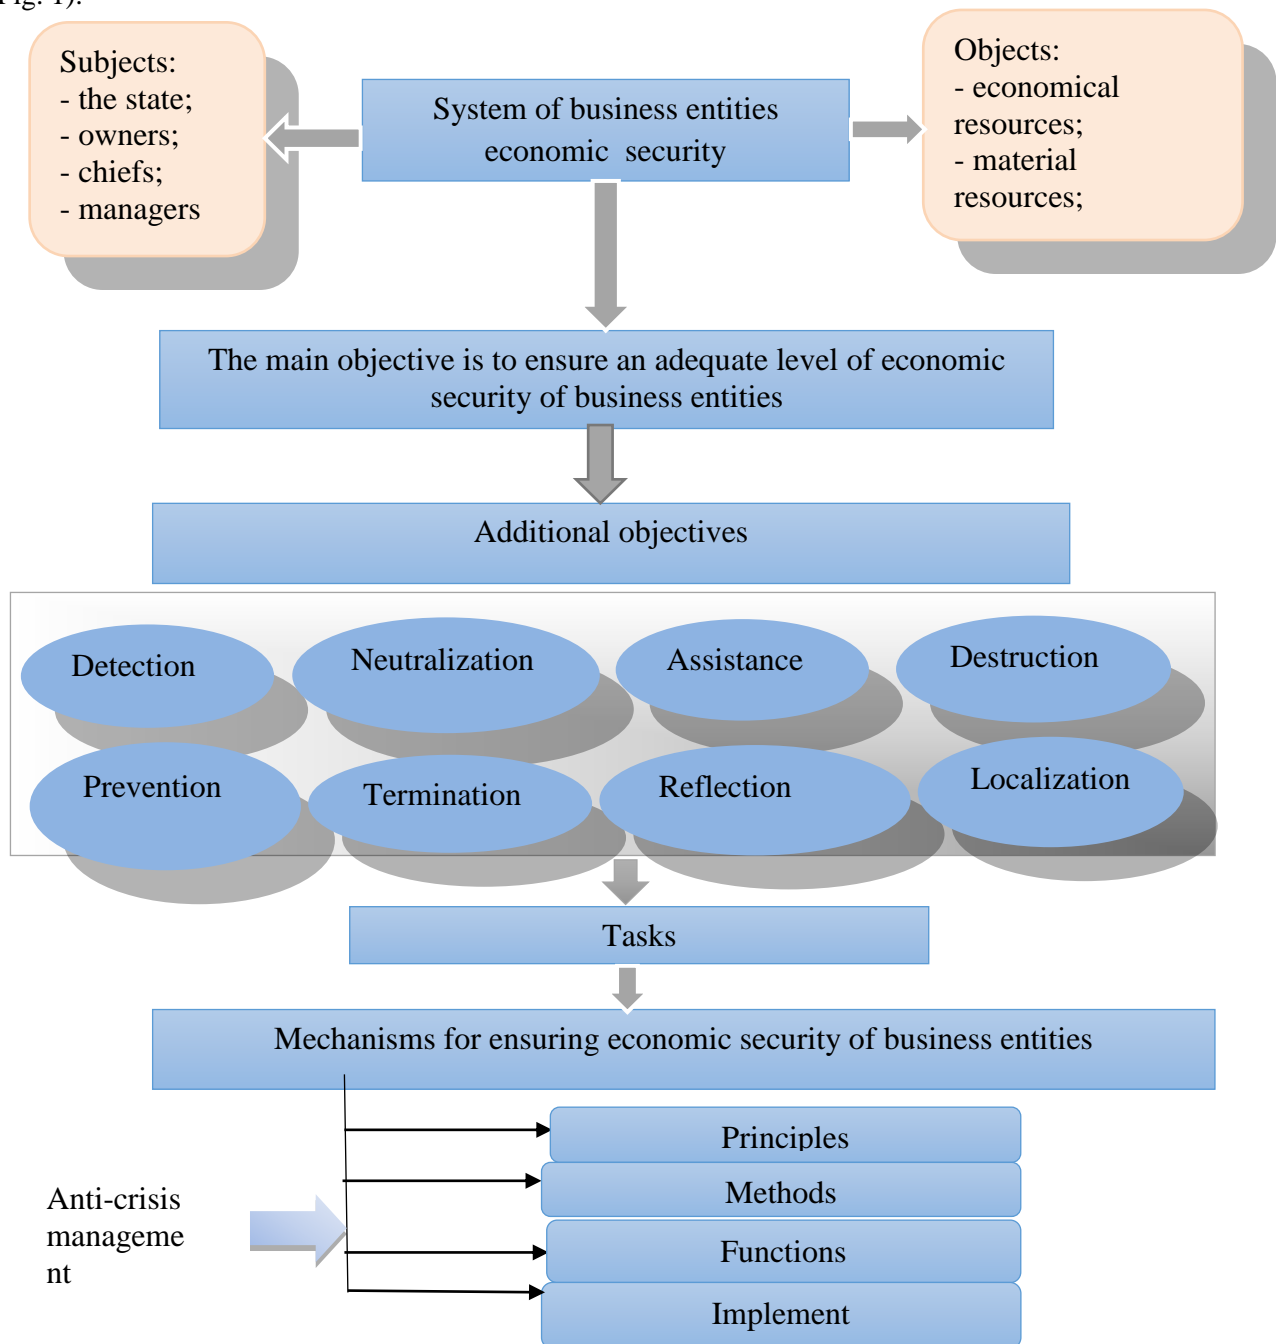 Fig. 1).
Subjects:
- the state;
- owners;
- chiefs;
- managers
System of business entities
economic security
Objects:
- economical
resources;
- material
resources;
The main objective is to ensure an adequate level of economic
security of business entities
Additional objectives
Detection
Neutralization
Assistance
Destruction
Prevention
Termination
Reflection
Localization
Tasks
Mechanisms for ensuring economic security of business entities
Principles
Methods
Anti-crisis
manageme
nt
Functions
Implement